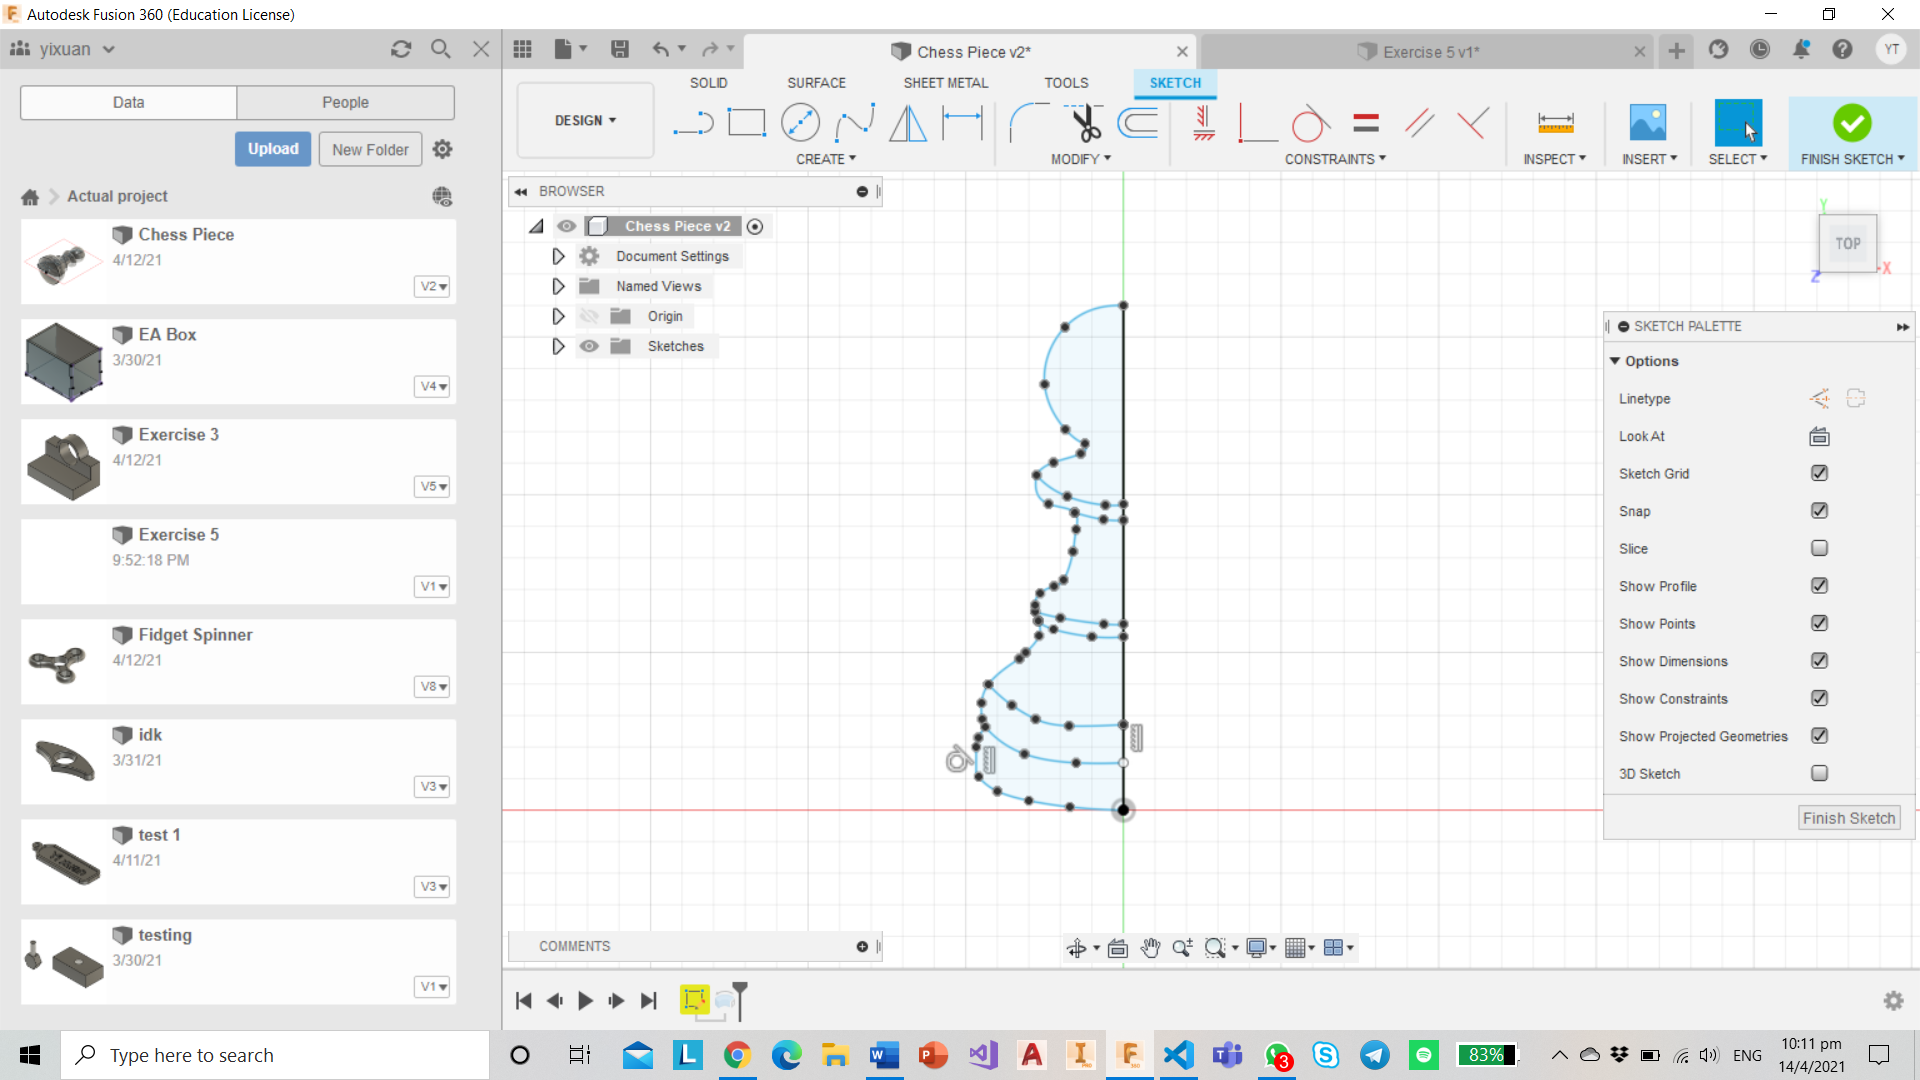 Autodesk Fusion 360 (Education License)
yixuan
Data
People
Upload
New Folder
Actual project
Chess Piece
4/12/21
V2
EA Box
3/30/21
V4
Exercise 3
4/12/21
V5
Exercise 5
9:52:18 PM
V1
Fidget Spinner
4/12/21
V8
idk
3/31/21
V3
test 1
4/11/21
V3
testing
3/30/21
V1
Chess Piece v2*
Exercise 5 v1*
YT
SOLID
SURFACE
SHEET METAL
TOOLS
SKETCH
DESIGN
CREATE
MODIFY
CONSTRAINTS
INSPECT
INSERT
SELECT
FINISH SKETCH
BROWSER
Chess Piece v2
Document Settings
Named Views
Origin
Sketches
Y
TOP
Z
X
SKETCH PALETTE
Options
Linetype
Look At
Sketch Grid
Snap
Slice
Show Profile
Show Points
Show Dimensions
Show Constraints
Show Projected Geometries
3D Sketch
Finish Sketch
COMMENTS
Type here to search
83%
3
ENG
10:11 pm
14/4/2021